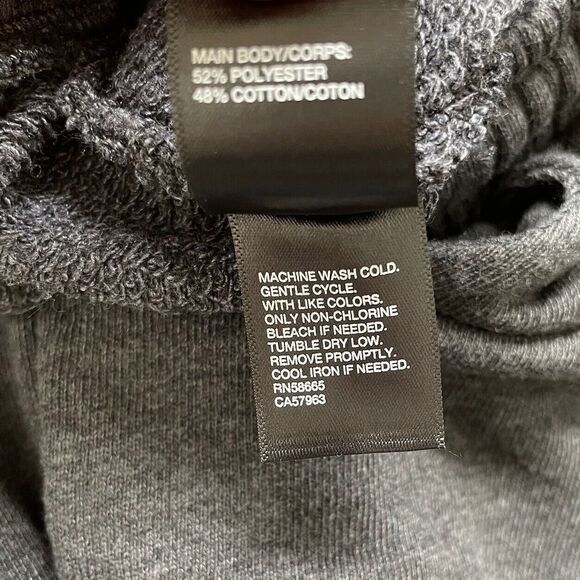 MAIN BODY/CORPS:
52% POLYESTER
48% COTTON/COTON
MACHINE WASH COLD.
GENTLE CYCLE.
WITH LIKE COLORS.
ONLY NON-CHLORINE
BLEACH IF NEEDED.
TUMBLE DRY LOW.
REMOVE PROMPTLY.
COOL IRON IF NEEDED.
RN58665
CA57963